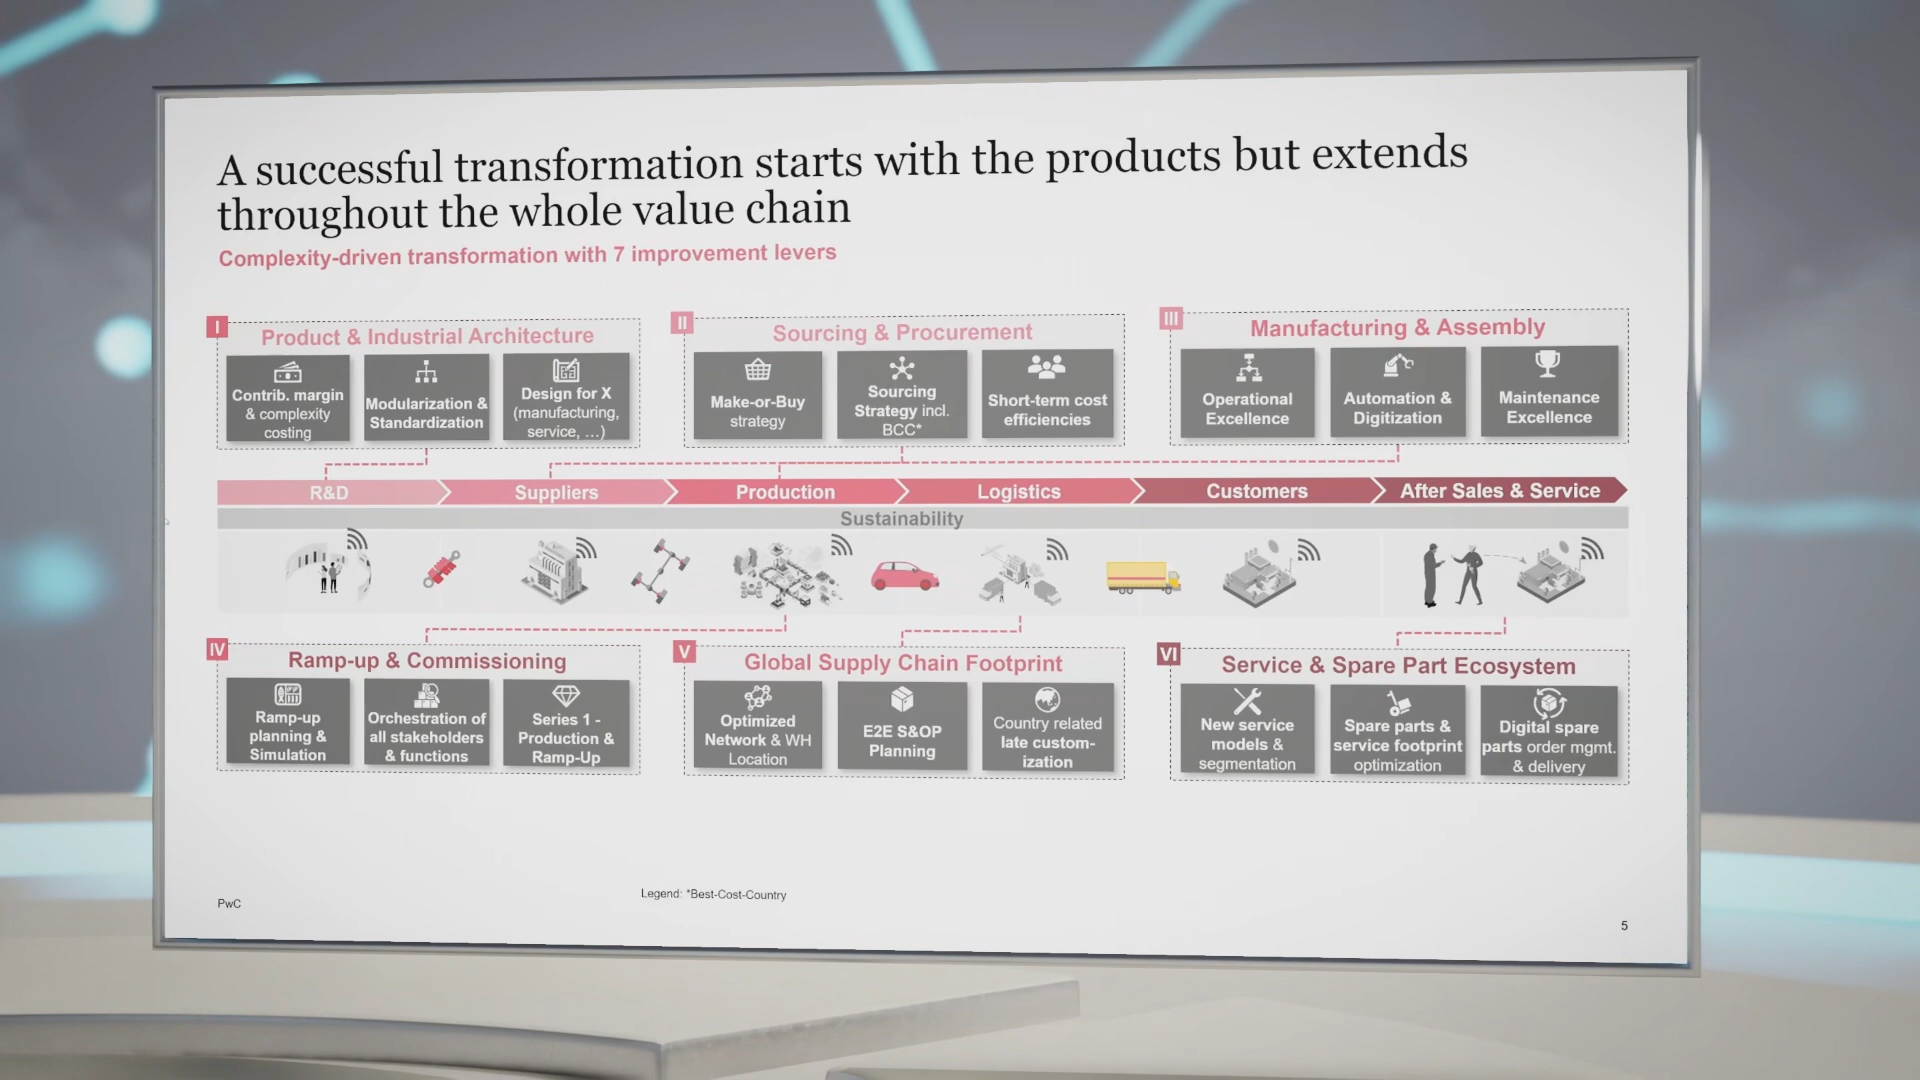 A successful transformation starts with the products but extends
throughout the whole value chain
Complexity-driven transformation with 7 improvement levers
I
Product & Industrial Architecture
Contrib. margin
& complexity
costing
Modularization &
Standardization
Design for X
(manufacturing,
service, …)
II
Sourcing & Procurement
Make-or-Buy
strategy
Sourcing
Strategy incl.
BCC*
Short-term cost
efficiencies
III
Manufacturing & Assembly
Operational
Excellence
Automation &
Digitization
Maintenance
Excellence
R&D
Suppliers
Production
Logistics
Customers
After Sales & Service
Sustainability
IV
Ramp-up & Commissioning
Ramp-up
planning &
Simulation
Orchestration of
all stakeholders
& functions
Series 1 -
Production &
Ramp-Up
V
Global Supply Chain Footprint
Optimized
Network & WH
Location
E2E S&OP
Planning
Country related
late custom-
ization
VI
Service & Spare Part Ecosystem
New service
models &
segmentation
Spare parts &
service footprint
optimization
Digital spare
parts order mgmt.
& delivery
Legend: *Best-Cost-Country
PwC
5